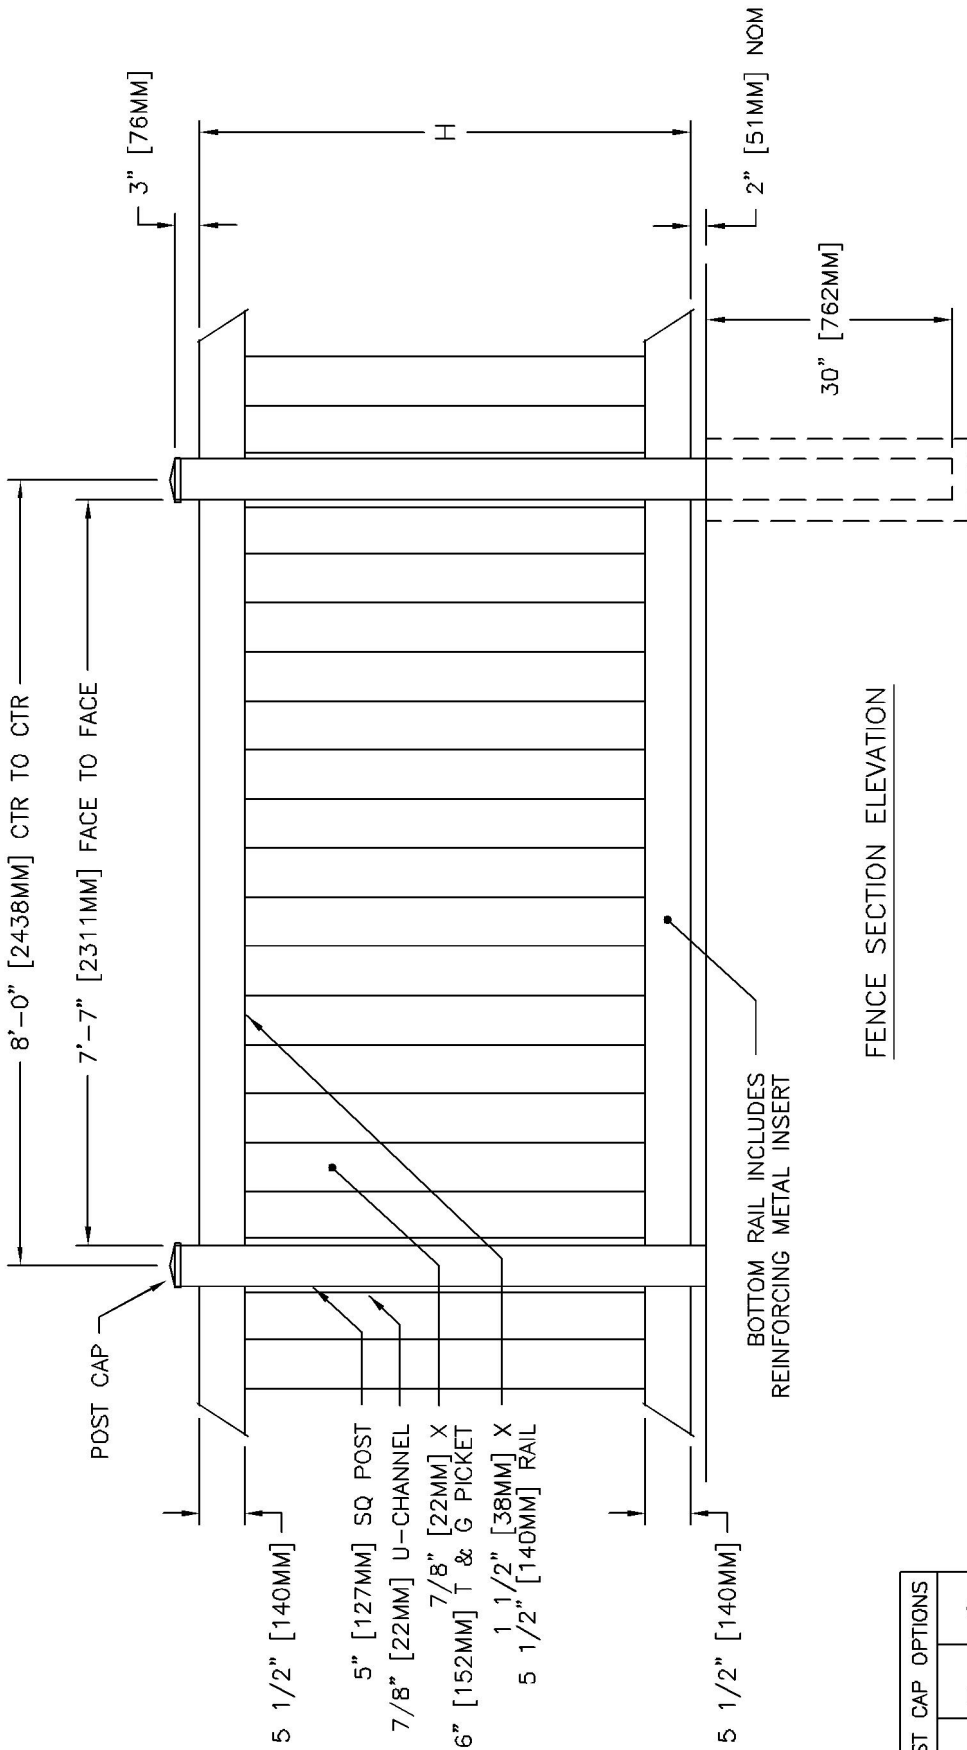 8'-0" [2438MM] CTR TO CTR
7'-7" [2311MM] FACE TO FACE
POST CAP
3" [76MM]
H
2" [51MM] NOM
30" [762MM]
5 1/2" [140MM]
5" [127MM] SQ POST
7/8" [22MM] U-CHANNEL
7/8" [22MM] X
6" [152MM] T & G PICKET
1 1/2" [38MM] X
5 1/2" [140MM] RAIL
5 1/2" [140MM]
BOTTOM RAIL INCLUDES
REINFORCING METAL INSERT
FENCE SECTION ELEVATION
CAP OPTIONS